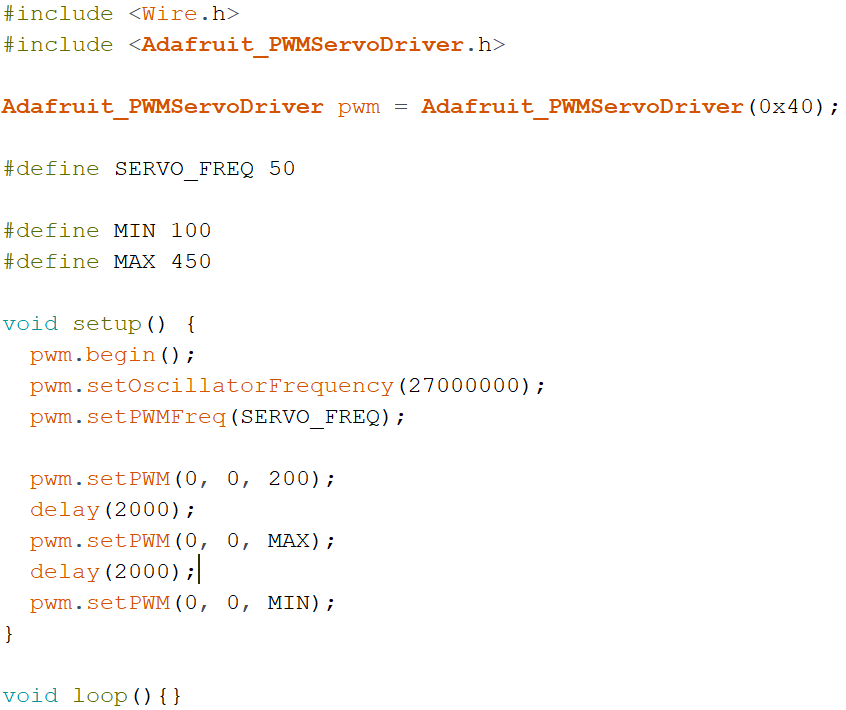 #include <Wire.h>
#include <Adafruit_PWMServoDriver.h>
Adafruit_PWMServoDriver pwm = Adafruit_PWMServoDriver(0x40);
#define SERVO_FREQ 50
#define MIN 100
#define MAX 450
void setup() {
pwm.begin();
pwm.setOscillatorFrequency(27000000);
pwm.setPWMFreq(SERVO_FREQ);
pwm.setPWM(0, 0, 200);
delay(2000);
pwm.setPWM(0, 0, MAX);
delay(2000);
pwm.setPWM(0, 0, MIN);
}
void loop(){}